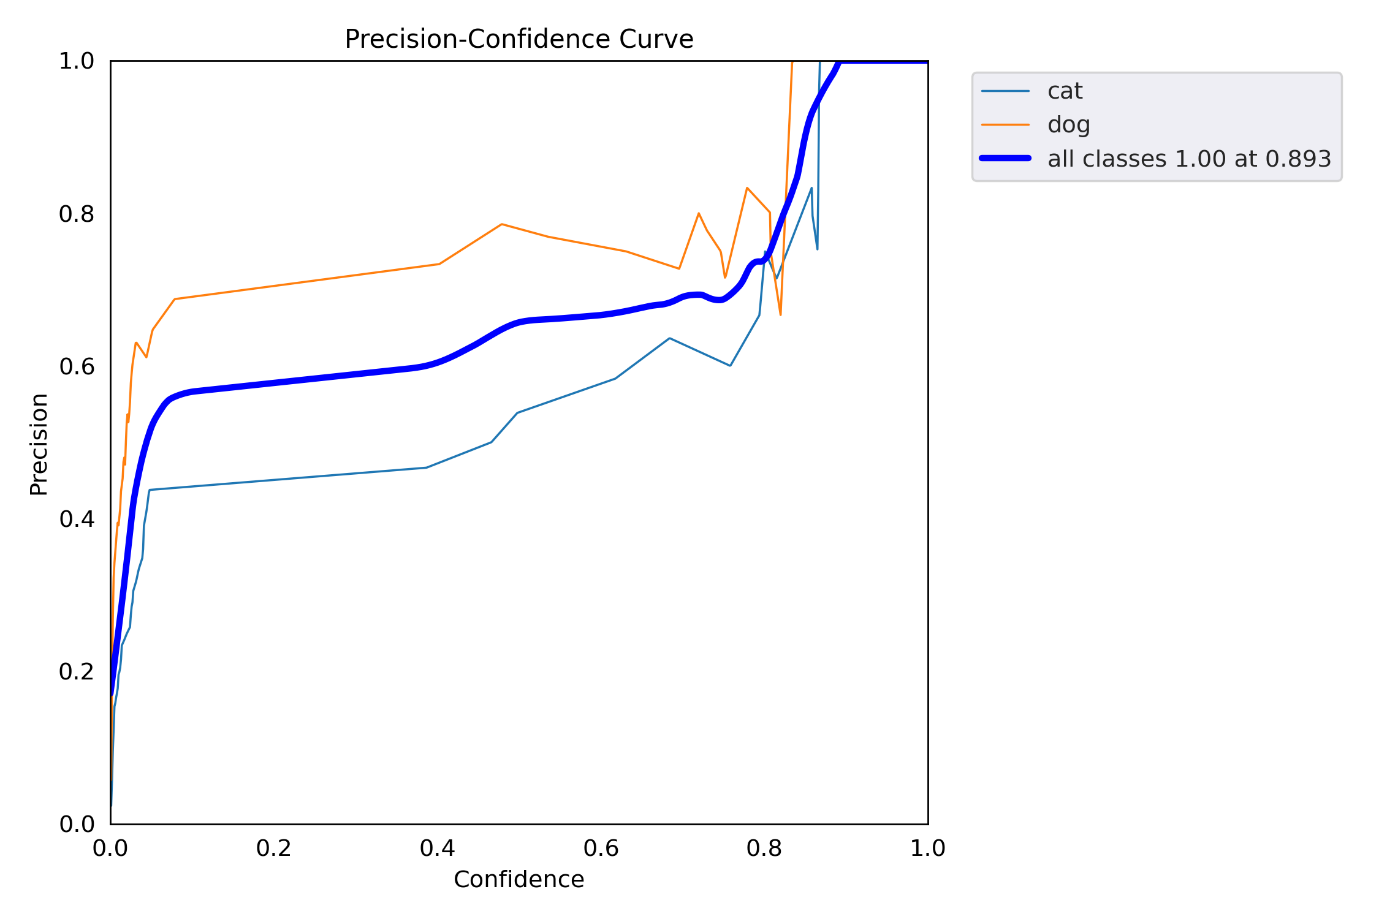 Precision-Confidence Curve
1.0
0.8
0.6
0.4
0.2
0.0
Precision
0.0 0.2 0.4 0.6 0.8 1.0
Confidence
cat
dog
all classes 1.00 at 0.893